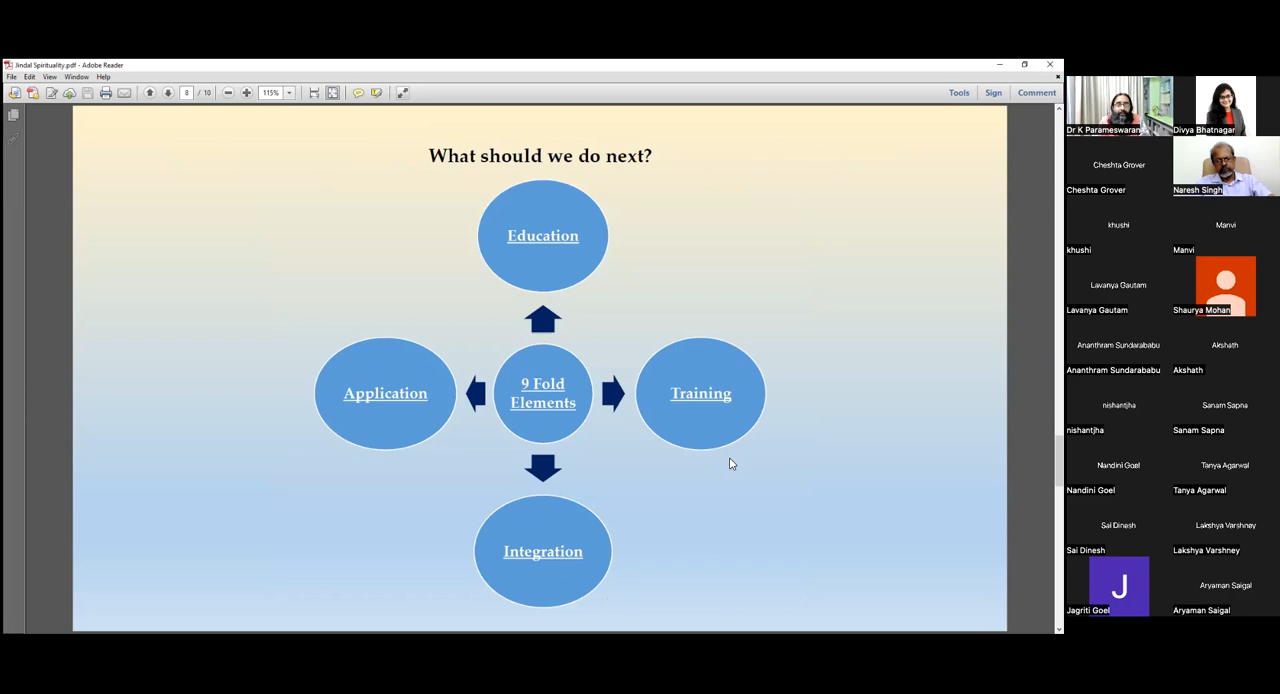 Jindal Spirituality.pdf - Adobe Reader
File Edit View Window Help
8 / 10 115% Tools Sign Comment
What should we do next?
Education
Application
9 Fold
Elements
Training
Integration
Dr K Parameswaran
Divya Bhatnagar
Cheshta Grover
Cheshta Grover
Naresh Singh
khushi
Manvi
khushi
Manvi
Lavanya Gautam
Lavanya Gautam
Shaurya Mohan
Ananthram Sundarababu
Akshath
Ananthram Sundarababu
Akshath
nishantjha
Sanam Sapna
nishantjha
Sanam Sapna
Nandini Goel
Tanya Agarwal
Nandini Goel
Tanya Agarwal
Sai Dinesh
Lakshya Varshney
Sai Dinesh
Lakshya Varshney
J
Aryaman Saigal
Jagriti Goel
Aryaman Saigal